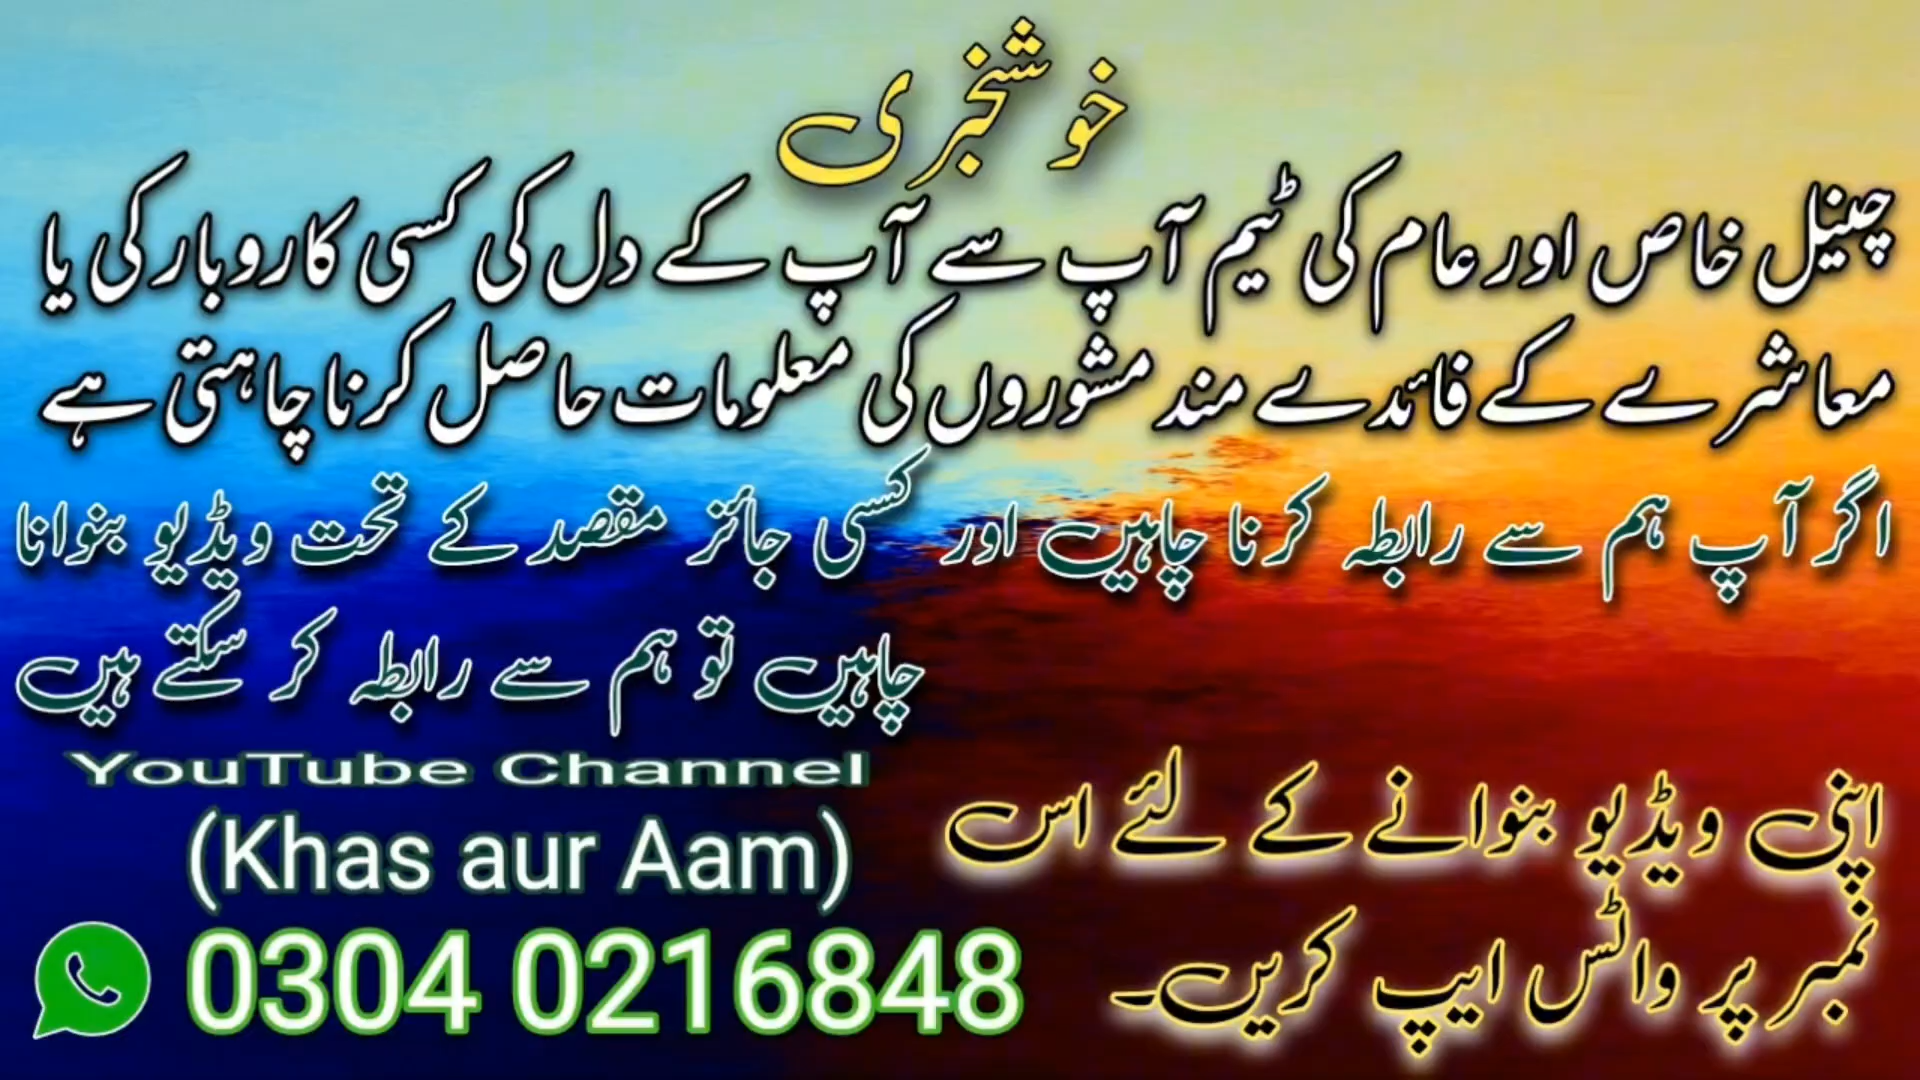 خوشخبری
چینل خاص اور عام کی ٹیم آپ سے آپ کے دل کی کسی کاروبار کی یا
معاشرے کے فائدے مند مشوروں کی معلومات حاصل کرنا چاہتی ہے
اگر آپ ہم سے رابطہ کرنا چاہیں اور کسی جائز مقصد کے تحت ویڈیو بنوانا
چاہیں تو ہم سے رابطہ کر سکتے ہیں
YouTube Channel
(Khas aur Aam)
0304 0216848
اپنی ویڈیو بنوانے کے لئے اس
نمبر پر واٹس ایپ کریں۔